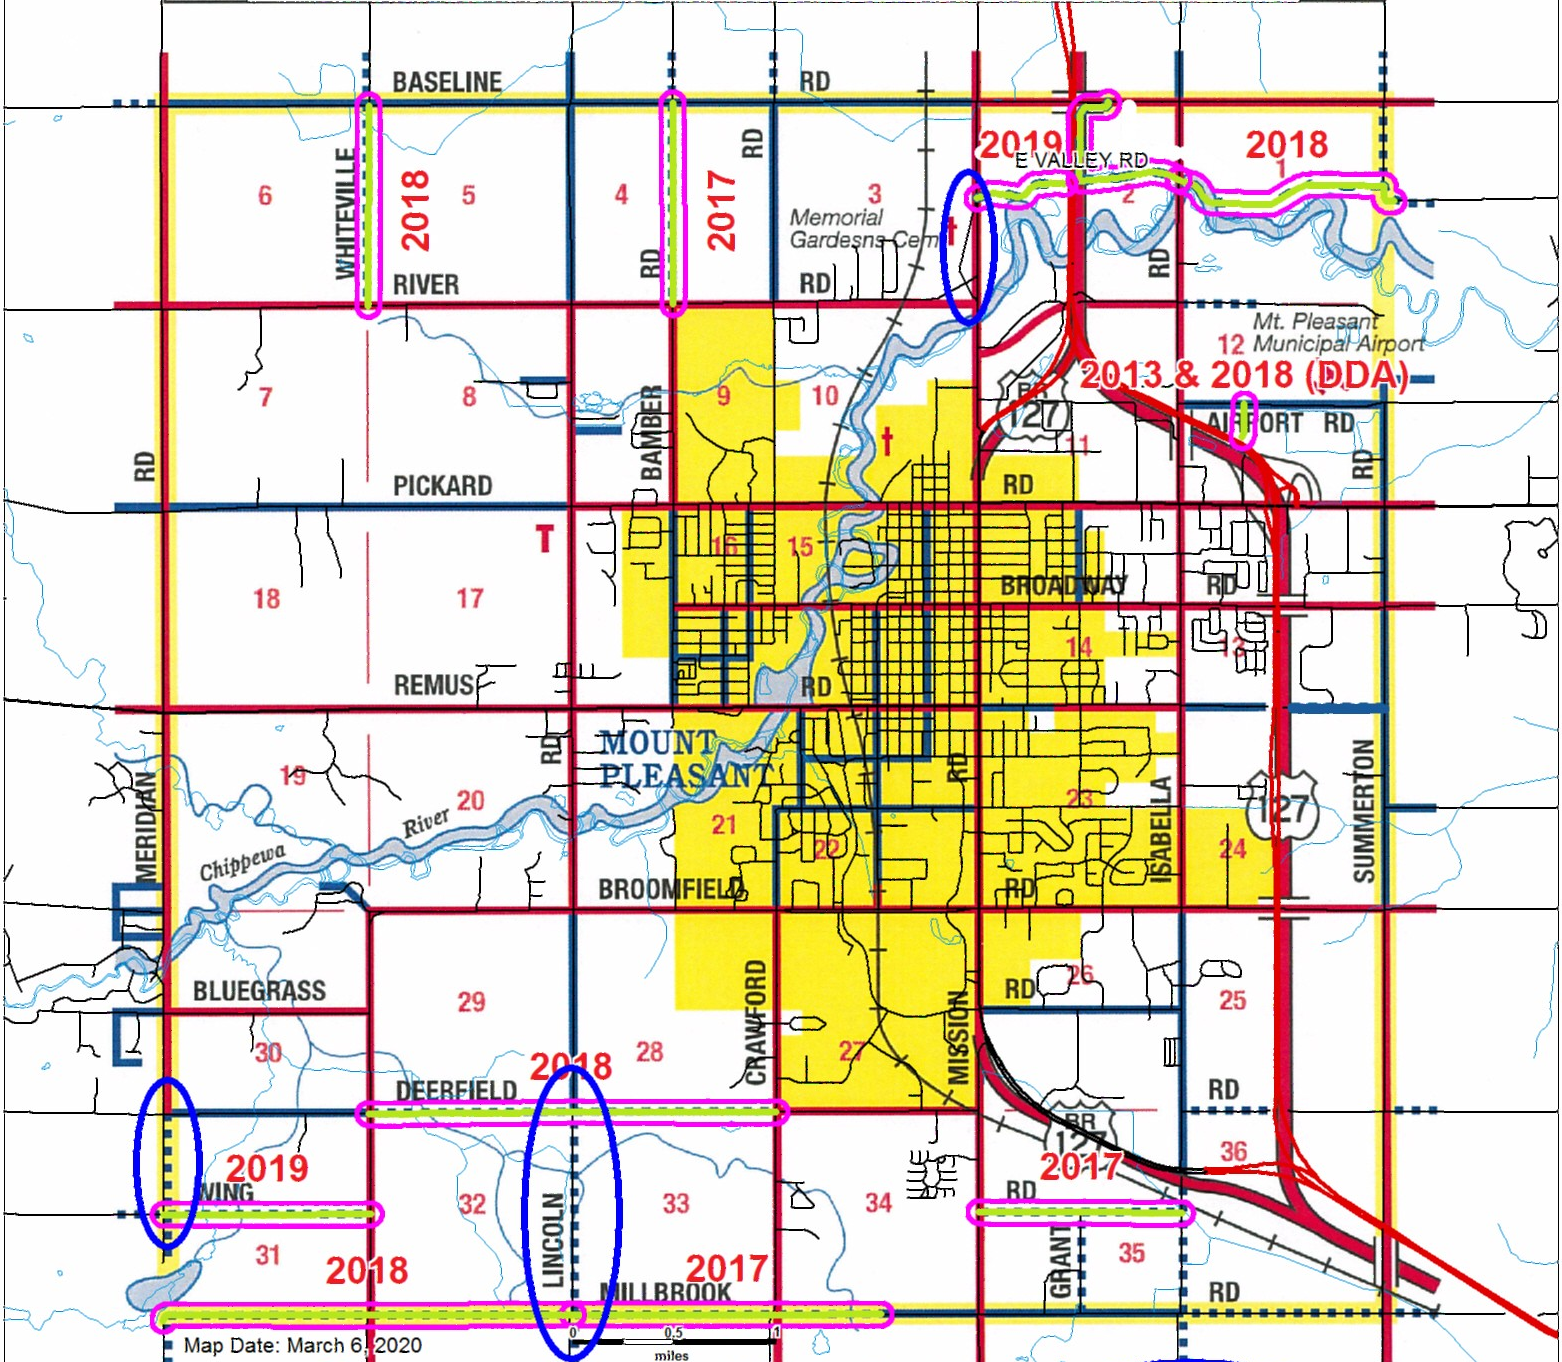 BASELINE RD
2019
E VALLEY RD
2018
WHITEVILLE
2018
RD
2017
6
5
4
3
2
1
Memorial
Gardesns Cem
RD
RD
RIVER RD
Mt. Pleasant
Municipal Airport
12
2013 & 2018 (DDA)
7
8
9
10
BR
127
11
AIRPORT RD
BAMBER
RD
RD
PICKARD RD
T
16
15
18
17
BROADWAY RD
14
13
REMUS RD
MOUNT
PLEASANT
RD
RD
19
20
21
22
23
24
127
MERIDIAN
ISABELLA
SUMMERTON
Chippewa River
BROOMFIELD RD
BLUEGRASS RD
29
26
25
CRAWFORD
MISSION
30
28
27
2018
DEERFIELD RD
BR
127
36
2019
2017
WING RD
32
33
34
LINCOLN
31
35
GRANT
2018
2017
MILLBROOK RD
0 0.5 1
miles
Map Date: March 6, 2020